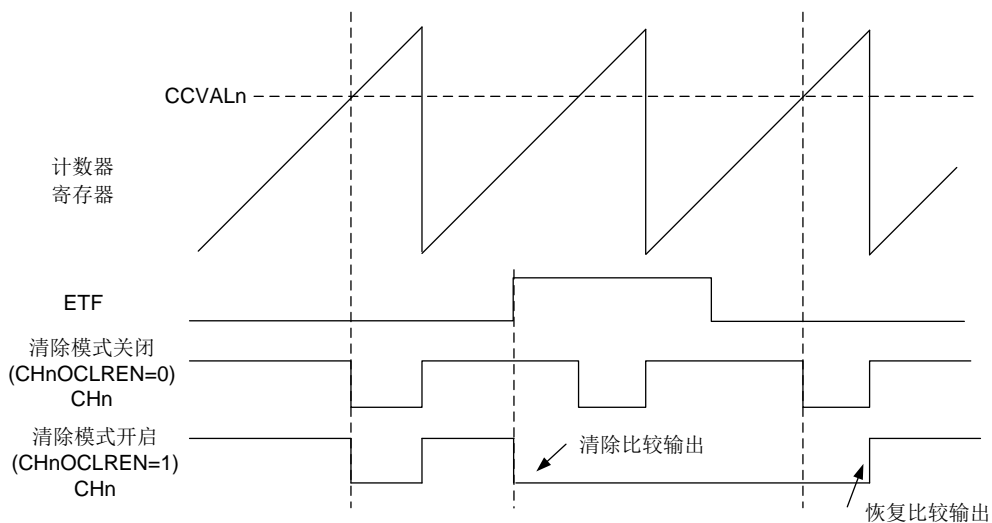 CCVALn
计数器
寄存器
ETF
清除模式关闭
(CHnOCLREN=0)
CHn
清除模式开启
(CHnOCLREN=1)
CHn
清除比较输出
恢复比较输出